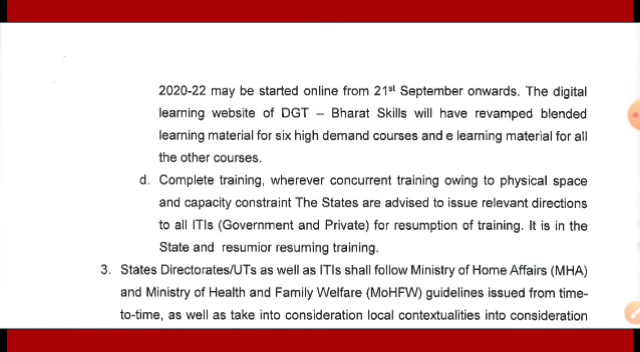 2020-22 may be started online from 21st September onwards. The digital
learning website of DGT – Bharat Skills will have revamped blended
learning material for six high demand courses and e learning material for all
the other courses.
d. Complete training, wherever concurrent training owing to physical space
and capacity constraint The States are advised to issue relevant directions
to all ITIs (Government and Private) for resumption of training. It is in the
State and resumior resuming training.
3. States Directorates/UTs as well as ITIs shall follow Ministry of Home Affairs (MHA)
and Ministry of Health and Family Welfare (MoHFW) guidelines issued from time-
to-time, as well as take into consideration local contextualities into consideration